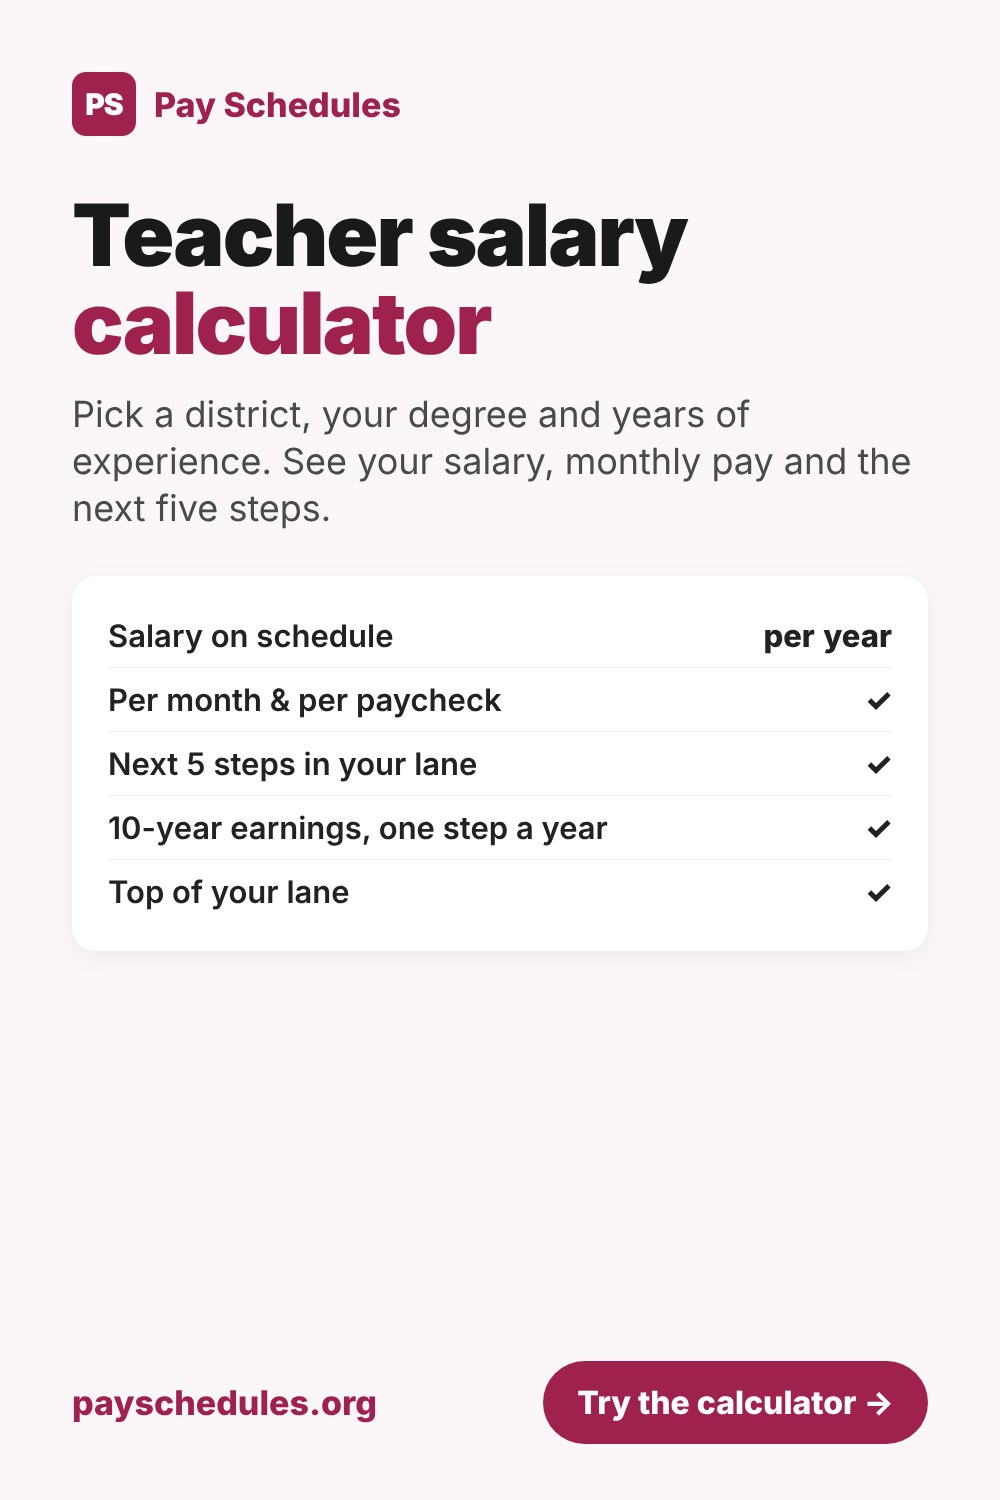 PS
Pay Schedules
Teacher salary
calculator
Pick a district, your degree and years of
experience. See your salary, monthly pay and the
next five steps.
Salary on schedule per year
Per month & per paycheck ✓
Next 5 steps in your lane ✓
10-year earnings, one step a year ✓
Top of your lane ✓
payschedules.org
Try the calculator →